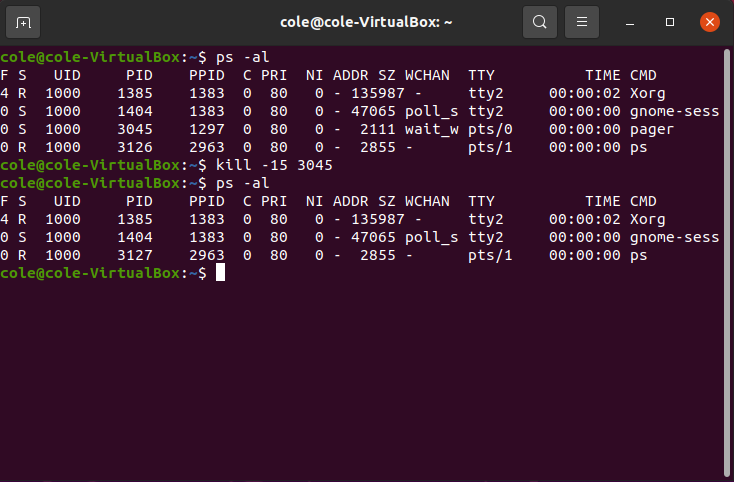 cole@cole-VirtualBox: ~
cole@cole-VirtualBox:~$ ps -al
F S   UID     PID    PPID  C PRI  NI ADDR SZ WCHAN  TTY          TIME CMD
4 R  1000    1385    1383  0  80   0 - 135987 -     tty2     00:00:02 Xorg
0 S  1000    1404    1383  0  80   0 - 47065 poll_s tty2     00:00:00 gnome-sess
0 S  1000    3045    1297  0  80   0 -  2111 wait_w pts/0    00:00:00 pager
0 R  1000    3126    2963  0  80   0 -  2855 -      pts/1    00:00:00 ps
cole@cole-VirtualBox:~$ kill -15 3045
cole@cole-VirtualBox:~$ ps -al
F S   UID     PID    PPID  C PRI  NI ADDR SZ WCHAN  TTY          TIME CMD
4 R  1000    1385    1383  0  80   0 - 135987 -     tty2     00:00:02 Xorg
0 S  1000    1404    1383  0  80   0 - 47065 poll_s tty2     00:00:00 gnome-sess
0 R  1000    3127    2963  0  80   0 -  2855 -      pts/1    00:00:00 ps
cole@cole-VirtualBox:~$